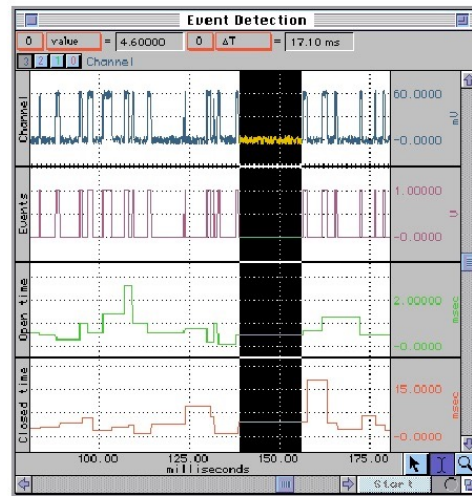 Event Detection
0 value = 4.60000 0 ΔT = 17.10 ms
3 2 1 0 Channel
Channel
60.0000
-0.0000
mV
Events
1.00000
-0.0000
V
Open time
2.00000
-0.0000
msec
Closed time
15.0000
-0.0000
msec
100.00 125.00 150.00 175.00
milliseconds
Start